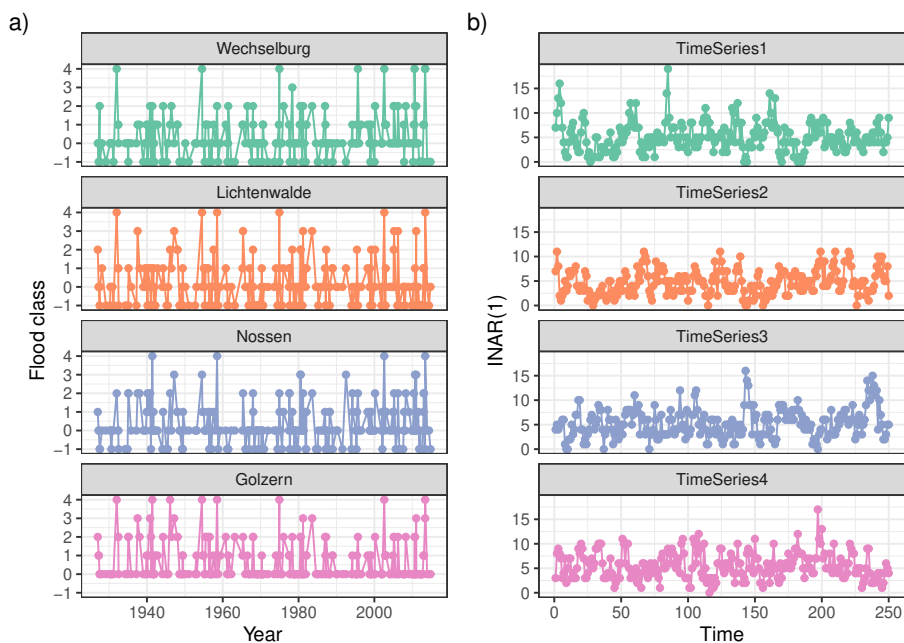 a)
Flood class
Wechselburg
4
3
2
1
0
−1
Lichtenwalde
4
3
2
1
0
−1
Nossen
4
3
2
1
0
−1
Golzern
4
3
2
1
0
−1
1940 1960 1980 2000
Year
b)
INAR(1)
TimeSeries1
15
10
5
0
TimeSeries2
15
10
5
0
TimeSeries3
15
10
5
0
TimeSeries4
15
10
5
0
0 50 100 150 200 250
Time